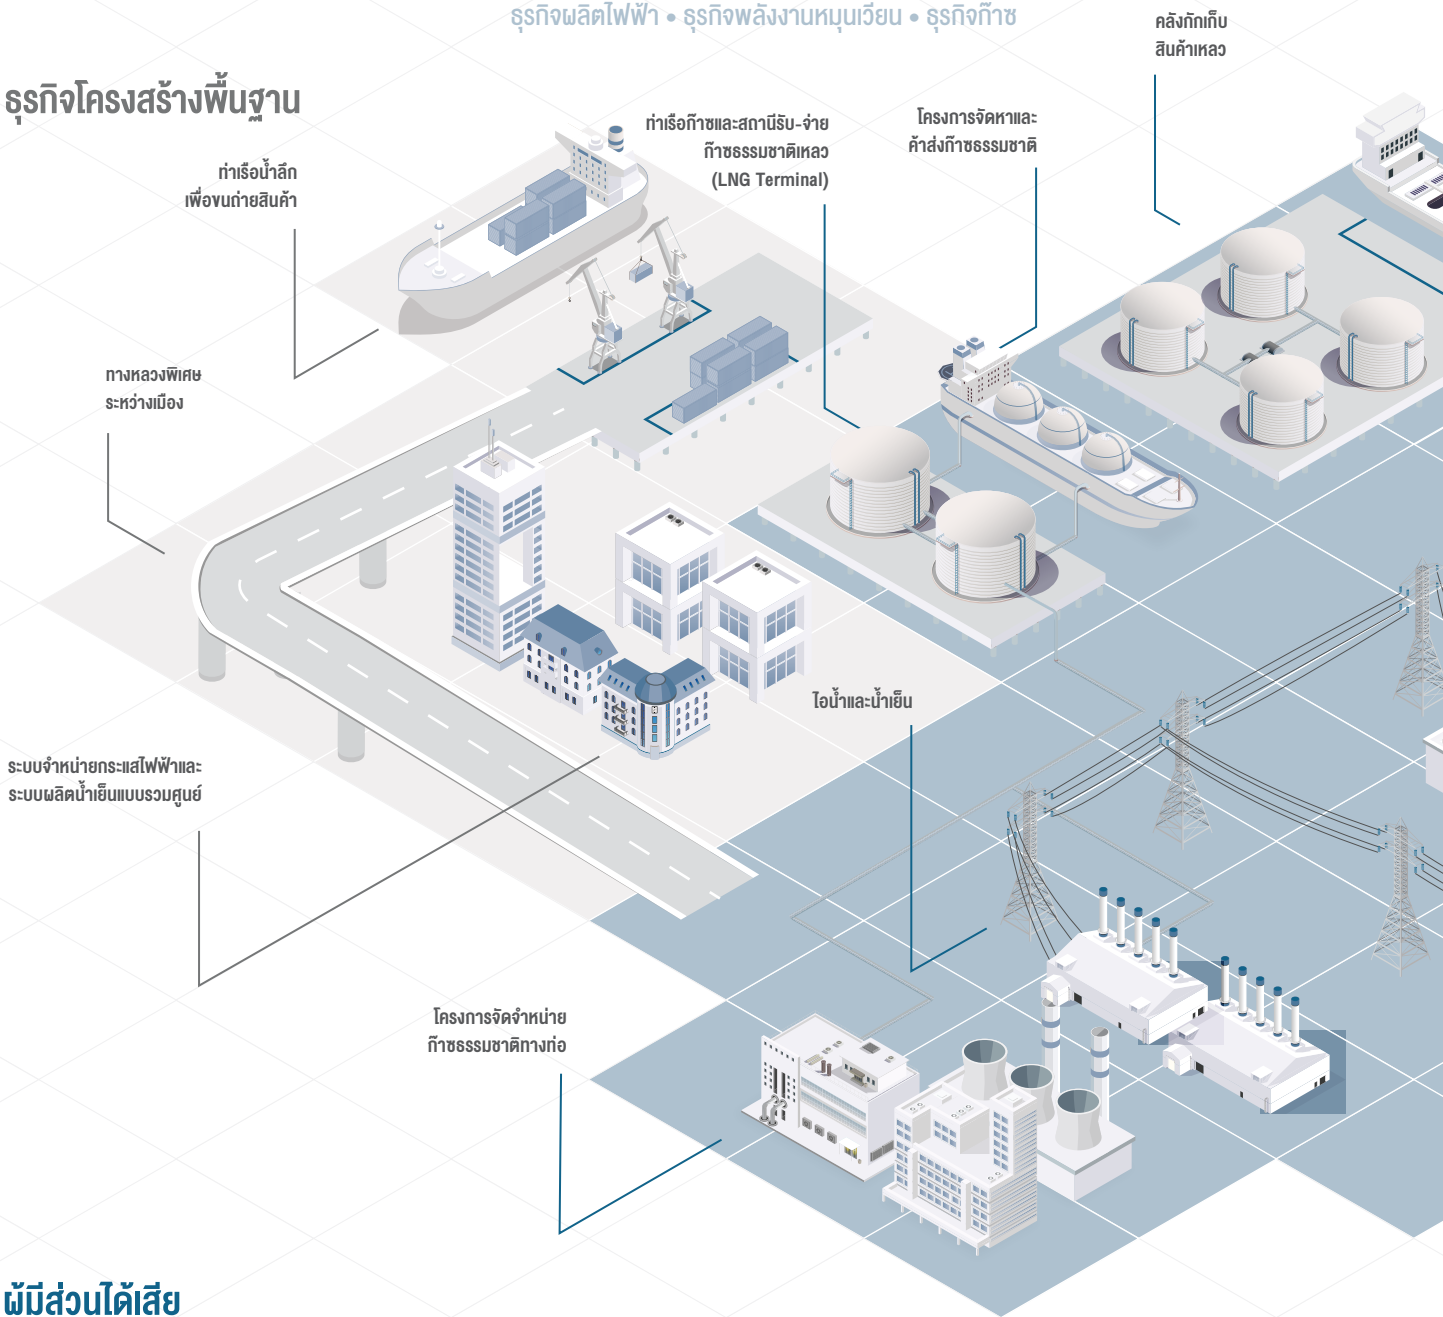 ธุรกิจผลิตไฟฟ้า • ธุรกิจพลังงานหมุนเวียน • ธุรกิจก๊าซ
คลังกักเก็บ
สินค้าเหลว
ธุรกิจโครงสร้างพื้นฐาน
ท่าเรือก๊าซและสถานีรับ-จ่าย
ก๊าซธรรมชาติเหลว
(LNG Terminal)
โครงการจัดหาและ
ค้าส่งก๊าซธรรมชาติ
ท่าเรือน้ำลึก
เพื่อขนถ่ายสินค้า
ทางหลวงพิเศษ
ระหว่างเมือง
ไอน้ำและน้ำเย็น
ระบบจำหน่ายกระแสไฟฟ้าและ
ระบบผลิตน้ำเย็นแบบรวมศูนย์
โครงการจัดจำหน่าย
ก๊าซธรรมชาติทางท่อ
ผู้มีส่วนได้เสีย